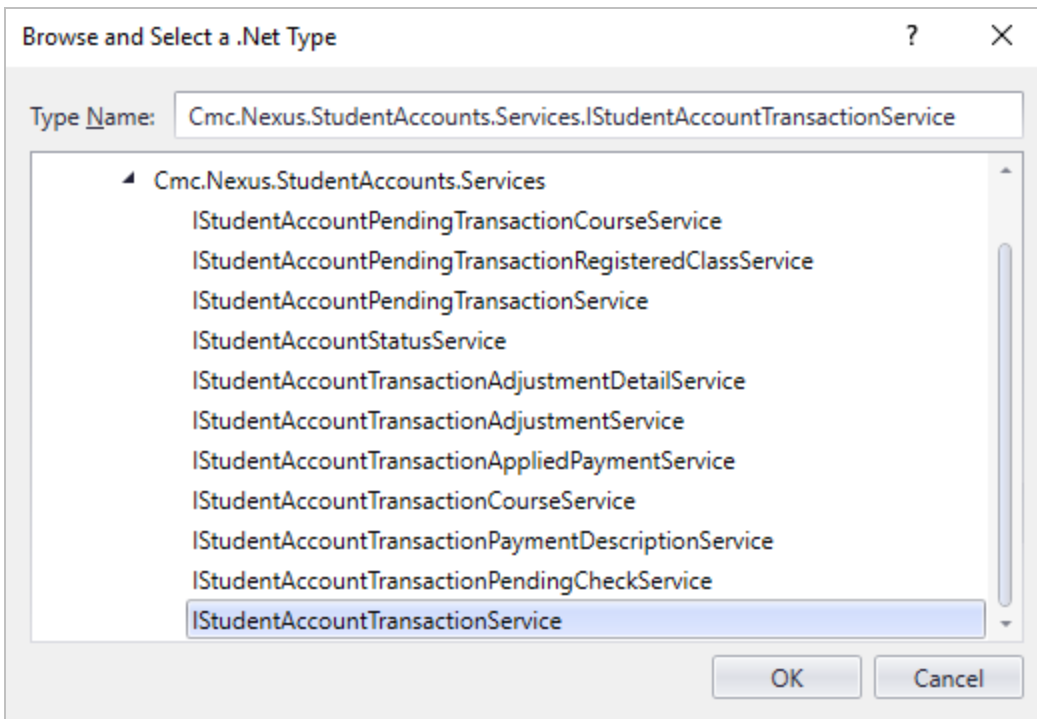 Browse and Select a .Net Type
Type Name: Cmc.Nexus.StudentAccounts.Services.IStudentAccountTransactionService
Cmc.Nexus.StudentAccounts.Services
IStudentAccountPendingTransactionCourseService
IStudentAccountPendingTransactionRegisteredClassService
IStudentAccountPendingTransactionService
IStudentAccountStatusService
IStudentAccountTransactionAdjustmentDetailService
IStudentAccountTransactionAdjustmentService
IStudentAccountTransactionAppliedPaymentService
IStudentAccountTransactionCourseService
IStudentAccountTransactionPaymentDescriptionService
IStudentAccountTransactionPendingCheckService
IStudentAccountTransactionService
OK Cancel